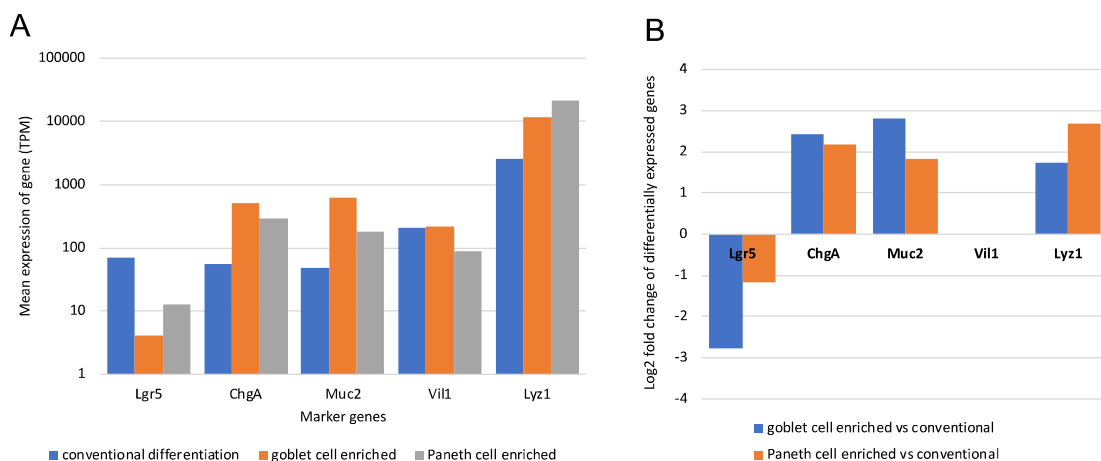 A
Mean expression of gene (TPM)
100000
10000
1000
100
10
1
Lgr5 ChgA Muc2 Vil1 Lyz1
Marker genes
conventional differentiation goblet cell enriched Paneth cell enriched
B
Log2 fold change of differentially expressed genes
4
3
2
1
0
-1
-2
-3
-4
Lgr5 ChgA Muc2 Vil1 Lyz1
goblet cell enriched vs conventional
Paneth cell enriched vs conventional